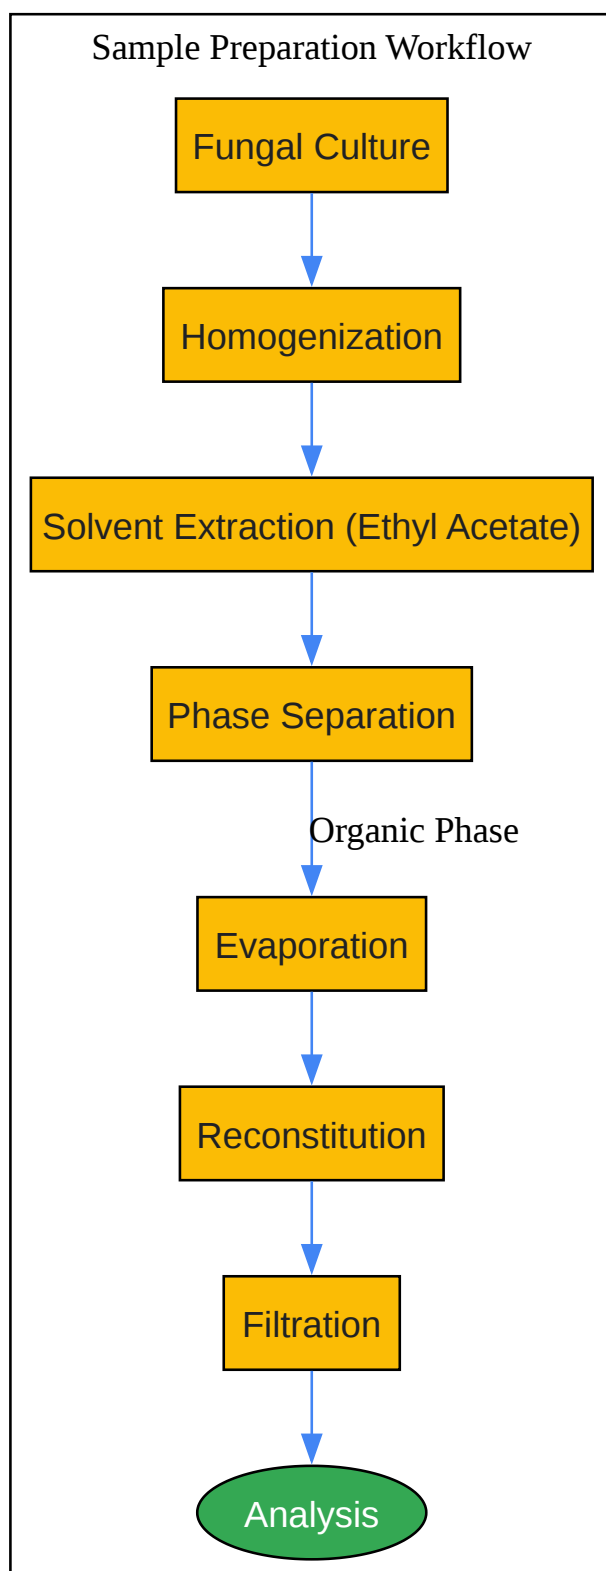 Sample Preparation Workflow
Fungal Culture
Homogenization
Solvent Extraction (Ethyl Acetate)
Phase Separation
Organic Phase
Evaporation
Reconstitution
Filtration
Analysis